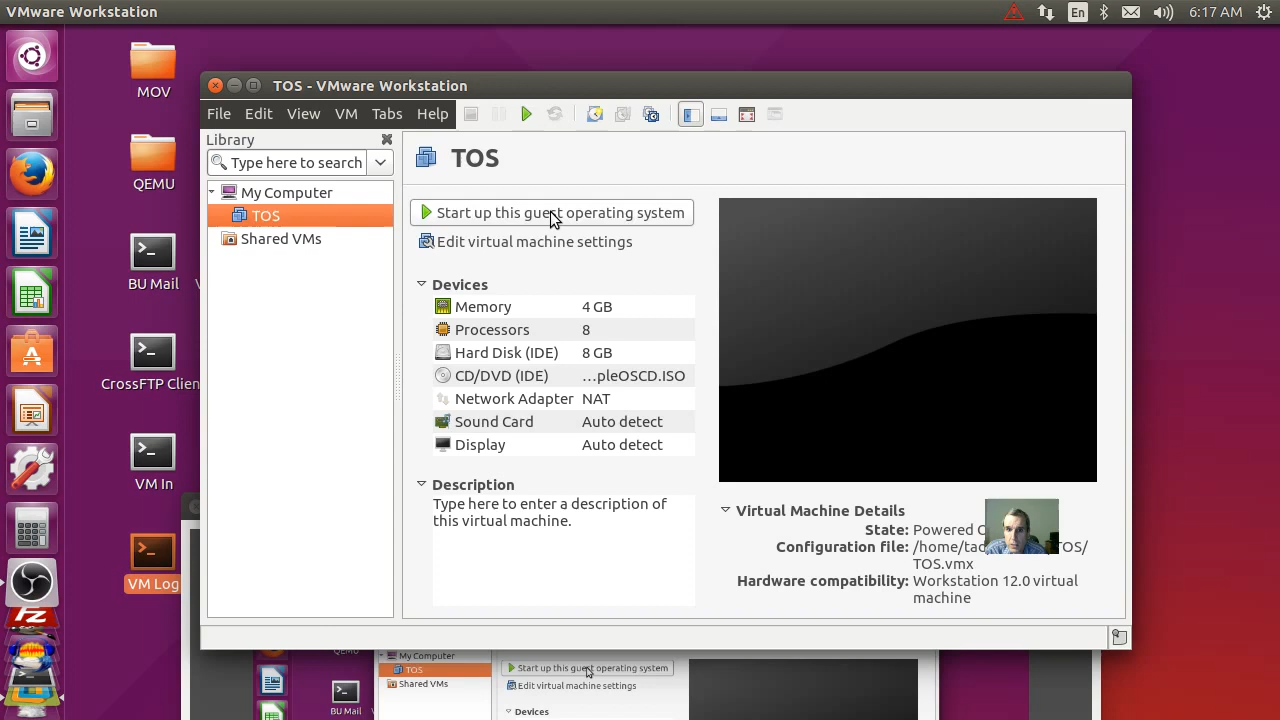 VMware Workstation
En
6:17 AM
MOV
QEMU
BU Mail
CrossFTP Clien
VM In
VM Log
TOS - VMware Workstation
File Edit View VM Tabs Help
Library
Type here to search
My Computer
TOS
Shared VMs
TOS
Start up this guest operating system
Edit virtual machine settings
Devices
Memory 4 GB
Processors 8
Hard Disk (IDE) 8 GB
CD/DVD (IDE) ...pleOSCD.ISO
Network Adapter NAT
Sound Card Auto detect
Display Auto detect
Description
Type here to enter a description of
this virtual machine.
Virtual Machine Details
State: Powered
Configuration file: /home/ta OS/
TOS.vmx
Hardware compatibility: Workstation 12.0 virtual
machine
QEMU
BU Mail
My Computer
TOS
Shared VMs
Start up this guest operating system
Edit virtual machine settings
Devices